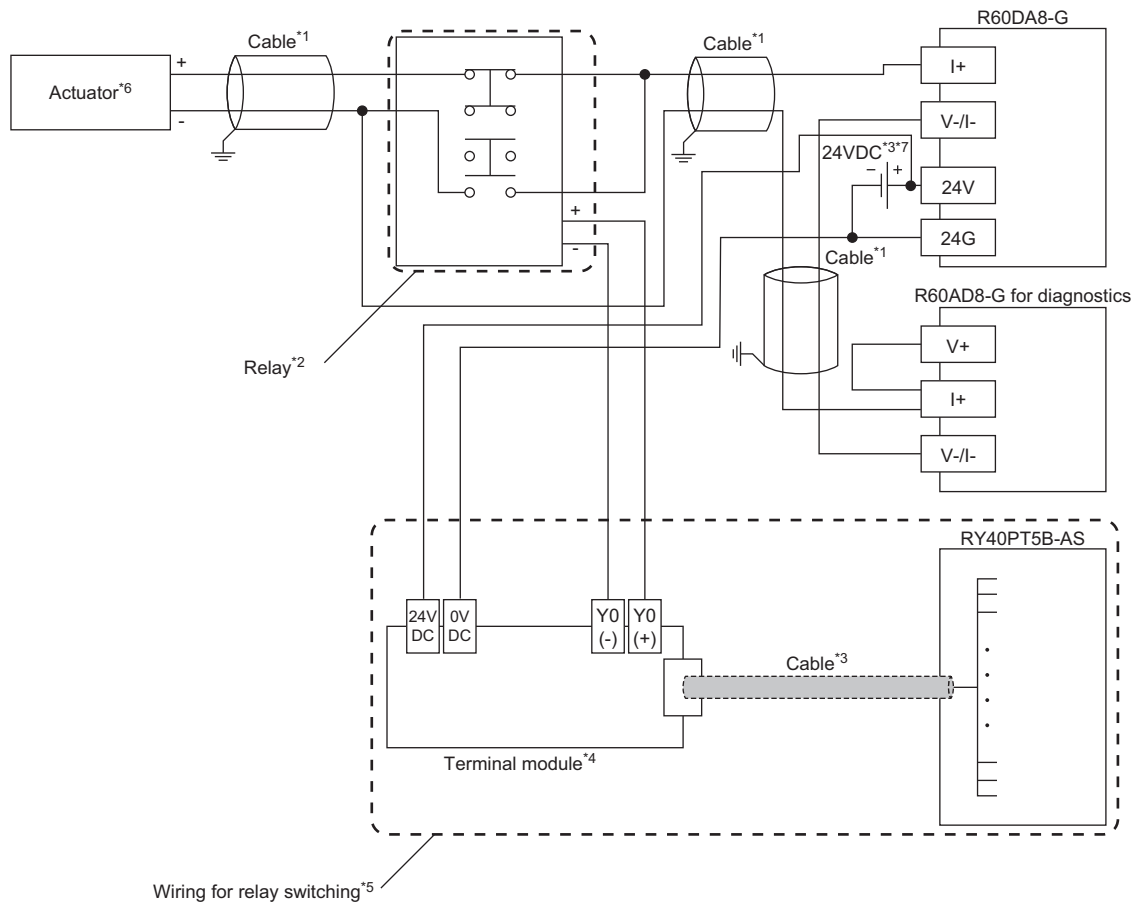 R60DA8-G
Cable*1
Cable*1
+
Actuator*6
-
I+
V-/I-
24VDC*3*7
− +
24V
24G
+
-
Cable*1
R60AD8-G for diagnostics
V+
I+
V-/I-
Relay*2
RY40PT5B-AS
24V
DC
0V
DC
Y0
(-)
Y0
(+)
Cable*3
Terminal module*4
Wiring for relay switching*5